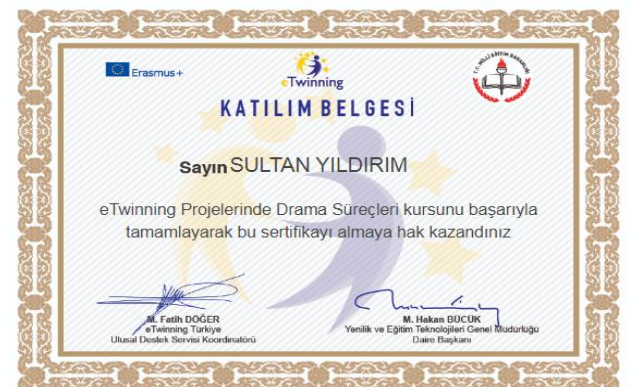 Erasmus+
eTwinning
T.C. MİLLİ EĞİTİM BAKANLIĞI
KATILIM BELGESİ
Sayın SULTAN YILDIRIM
eTwinning Projelerinde Drama Süreçleri kursunu başarıyla
tamamlayarak bu sertifikayı almaya hak kazandınız
M. Fatih DÖĞER
eTwinning Türkiye
Ulusal Destek Servisi Koordinatörü
M. Hakan BÜCÜK
Yenilik ve Eğitim Teknolojileri Genel Müdürlüğü
Daire Başkanı